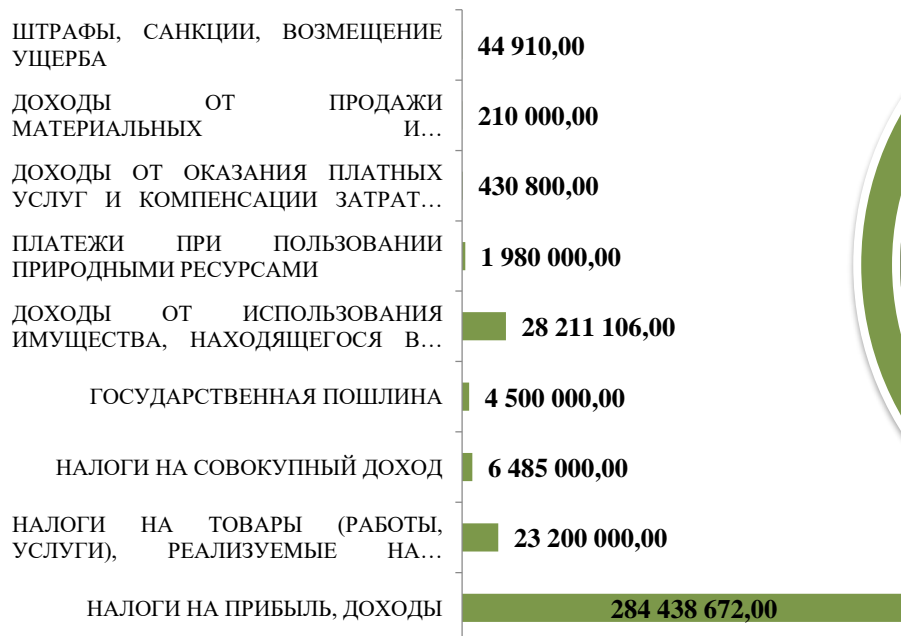 ШТРАФЫ, САНКЦИИ, ВОЗМЕЩЕНИЕ
УЩЕРБА
44 910,00
ДОХОДЫ ОТ ПРОДАЖИ
МАТЕРИАЛЬНЫХ И…
210 000,00
ДОХОДЫ ОТ ОКАЗАНИЯ ПЛАТНЫХ
УСЛУГ И КОМПЕНСАЦИИ ЗАТРАТ…
430 800,00
ПЛАТЕЖИ ПРИ ПОЛЬЗОВАНИИ
ПРИРОДНЫМИ РЕСУРСАМИ
1 980 000,00
ДОХОДЫ ОТ ИСПОЛЬЗОВАНИЯ
ИМУЩЕСТВА, НАХОДЯЩЕГОСЯ В…
28 211 106,00
ГОСУДАРСТВЕННАЯ ПОШЛИНА
4 500 000,00
НАЛОГИ НА СОВОКУПНЫЙ ДОХОД
6 485 000,00
НАЛОГИ НА ТОВАРЫ (РАБОТЫ,
УСЛУГИ), РЕАЛИЗУЕМЫЕ НА…
23 200 000,00
НАЛОГИ НА ПРИБЫЛЬ, ДОХОДЫ
284 438 672,00